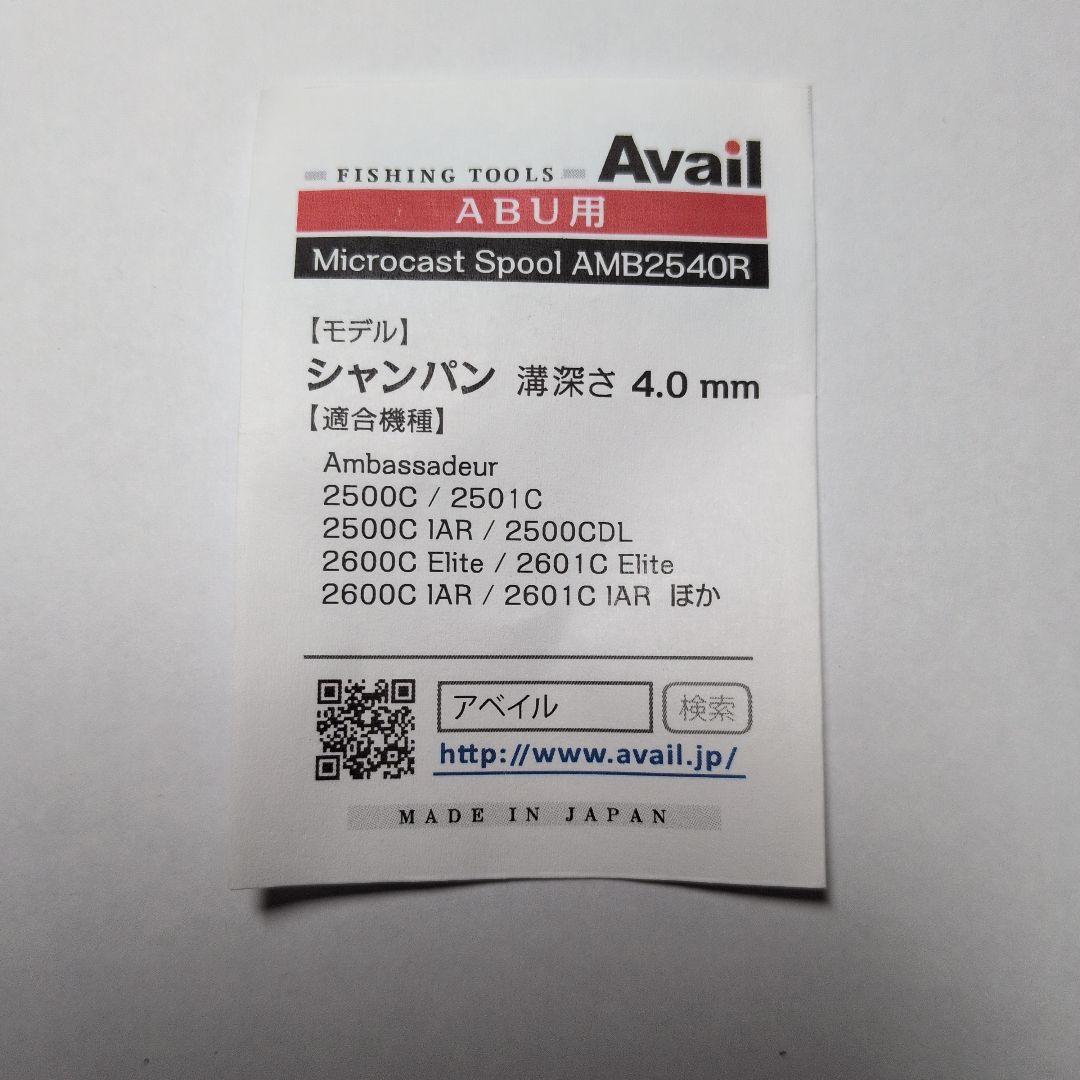 FISHING TOOLS Avail
ABU用
Microcast Spool AMB2540R
【モデル】
シャンパン 溝深さ 4.0 mm
【適合機種】
Ambassadeur
2500C / 2501C
2500C IAR / 2500CDL
2600C Elite / 2601C Elite
2600C IAR / 2601C IAR ほか
アベイル 検索
http://www.avail.jp/
MADE IN JAPAN